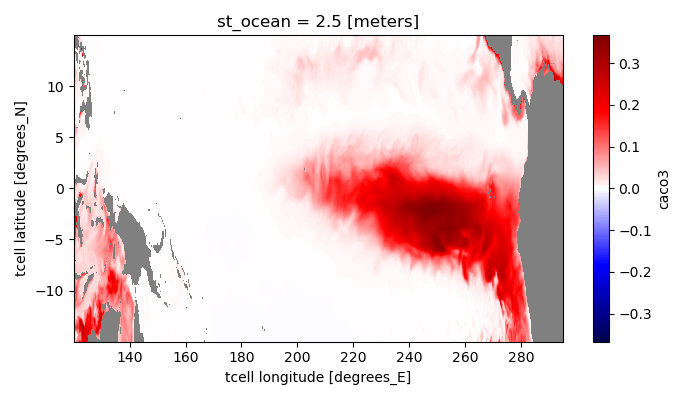 st_ocean = 2.5 [meters]
10
5
0
−5
−10
tcell latitude [degrees_N]
140 160 180 200 220 240 260 280
tcell longitude [degrees_E]
0.3
0.2
0.1
0.0
−0.1
−0.2
−0.3
caco3